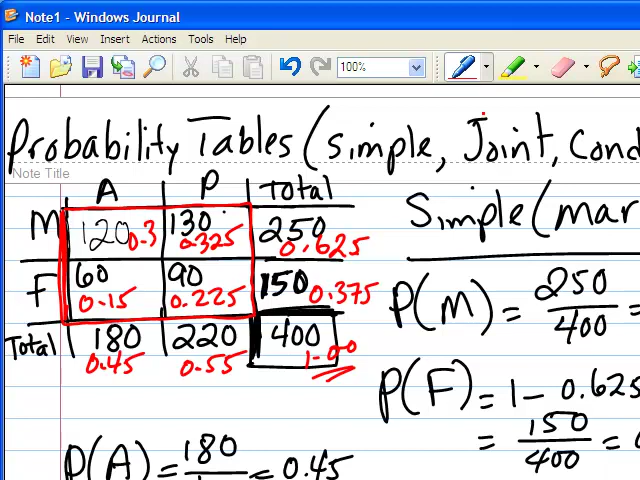 Note1 - Windows Journal
File Edit View Insert Actions Tools Help
100%
Probability Tables (simple, Joint, Cond
Note Title
A P Total
M 120 0.3 130 0.325 250 0.625
F 60 0.15 90 0.225 150 0.375
Total 180 0.45 220 0.55 400 1.00
Simple (mar
P(M) = 250/400 =
P(F) = 1 - 0.625
= 150/400 = 0
P(A) = 180 = 0.45